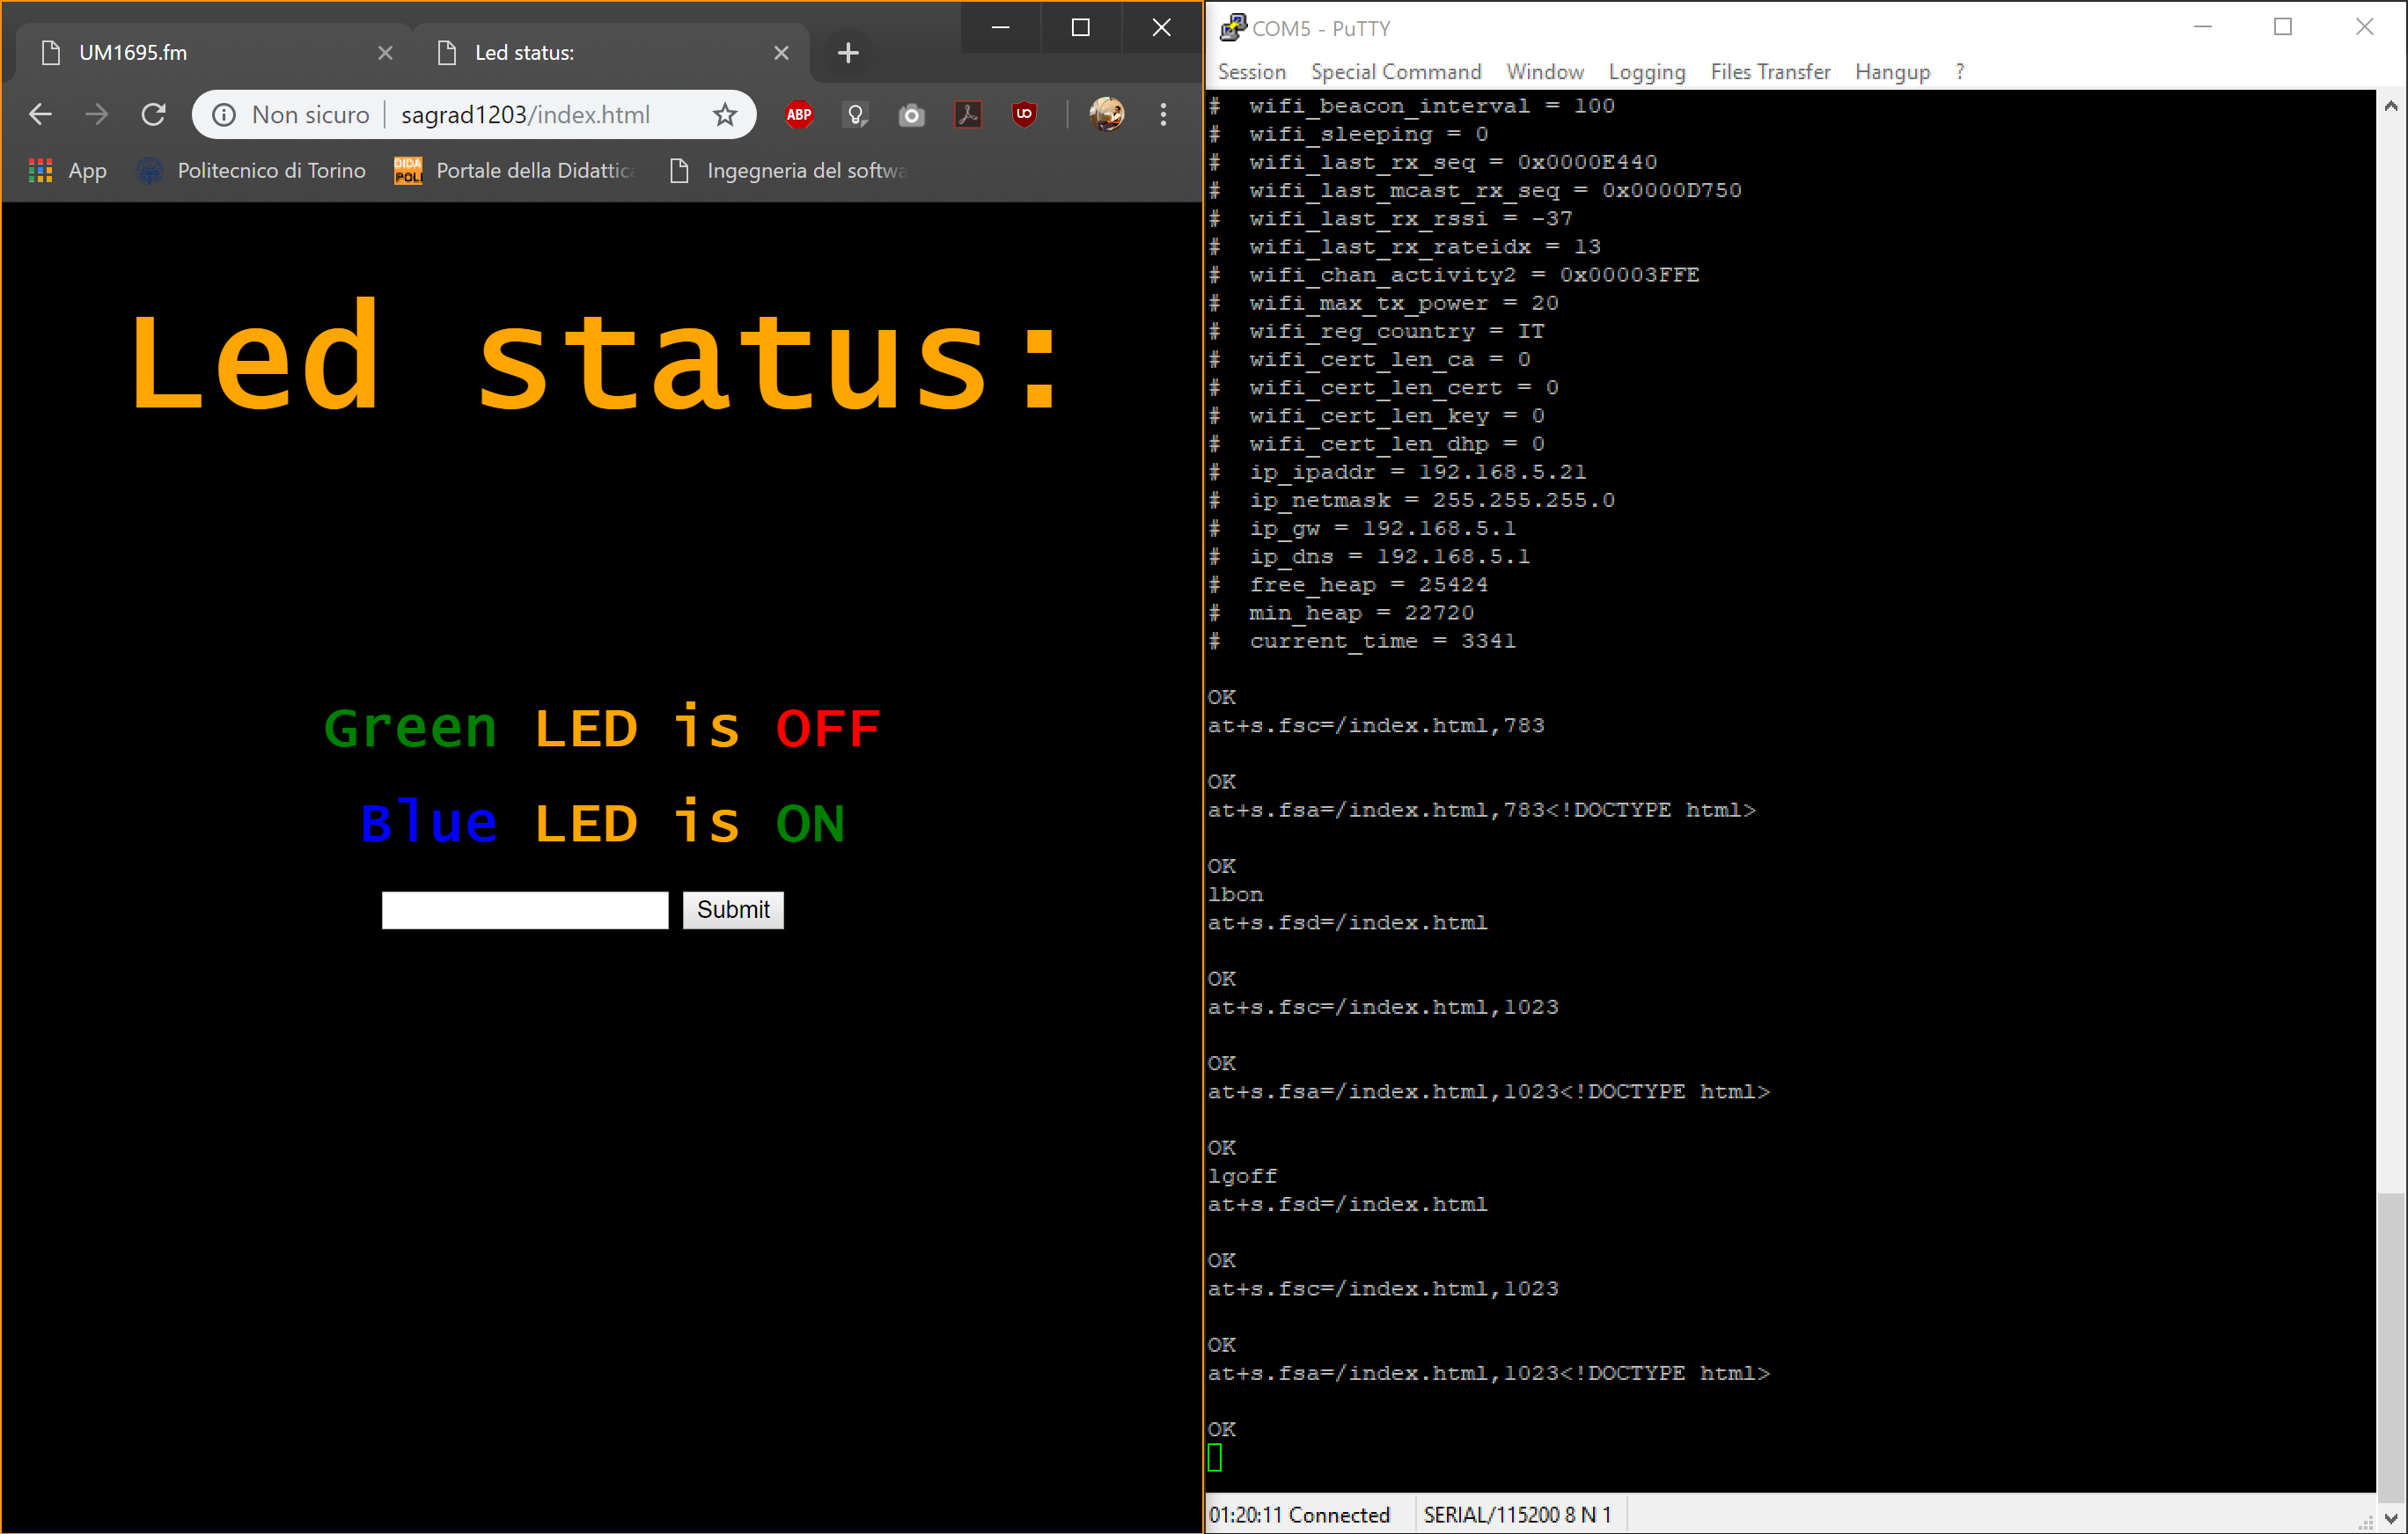 UM1695.fm
Led status:
Non sicuro
sagrad1203/index.html
ABP
App
Politecnico di Torino
DIDA
POLI
Portale della Didattica
Ingegneria del softwa
Led status:
Green LED is OFF
Blue LED is ON
Submit
COM5 - PuTTY
Session Special Command Window Logging Files Transfer Hangup ?
#  wifi_beacon_interval = 100
#  wifi_sleeping = 0
#  wifi_last_rx_seq = 0x0000E440
#  wifi_last_mcast_rx_seq = 0x0000D750
#  wifi_last_rx_rssi = -37
#  wifi_last_rx_rateidx = 13
#  wifi_chan_activity2 = 0x00003FFE
#  wifi_max_tx_power = 20
#  wifi_reg_country = IT
#  wifi_cert_len_ca = 0
#  wifi_cert_len_cert = 0
#  wifi_cert_len_key = 0
#  wifi_cert_len_dhp = 0
#  ip_ipaddr = 192.168.5.21
#  ip_netmask = 255.255.255.0
#  ip_gw = 192.168.5.1
#  ip_dns = 192.168.5.1
#  free_heap = 25424
#  min_heap = 22720
#  current_time = 3341
OK
at+s.fsc=/index.html,783
OK
at+s.fsa=/index.html,783<!DOCTYPE html>
OK
lbon
at+s.fsd=/index.html
OK
at+s.fsc=/index.html,1023
OK
at+s.fsa=/index.html,1023<!DOCTYPE html>
OK
lgoff
at+s.fsd=/index.html
OK
at+s.fsc=/index.html,1023
OK
at+s.fsa=/index.html,1023<!DOCTYPE html>
OK
01:20:11 Connected
SERIAL/115200 8 N 1